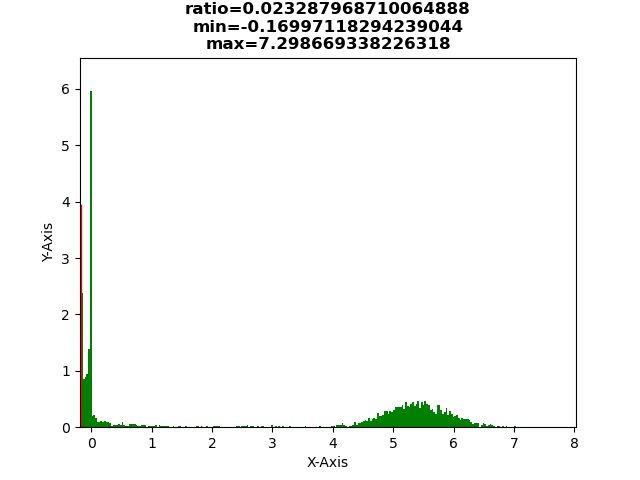 ratio=0.023287968710064888
min=-0.16997118294239044
max=7.298669338226318
6
5
4
3
2
1
0
Y-Axis
0 1 2 3 4 5 6 7 8
X-Axis